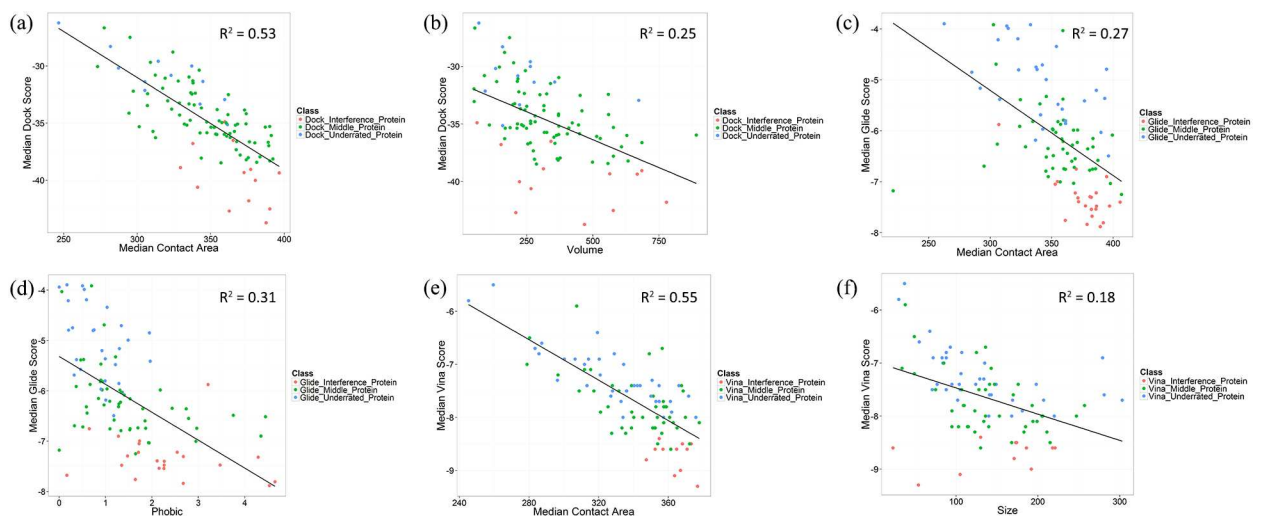 (a)
R² = 0.53
-30
-35
-40
Median Dock Score
250
300
350
400
Median Contact Area
Class
Dock_Interference_Protein
Dock_Middle_Protein
Dock_Underrated_Protein
(b)
R² = 0.25
-30
-35
-40
Median Dock Score
250
500
750
Volume
Class
Dock_Interference_Protein
Dock_Middle_Protein
Dock_Underrated_Protein
(c)
R² = 0.27
-4
-5
-6
-7
-8
Median Glide Score
250
300
350
400
Median Contact Area
Class
Glide_Interference_Protein
Glide_Middle_Protein
Glide_Underrated_Protein
(d)
R² = 0.31
-4
-5
-6
-7
-8
Median Glide Score
0
1
2
3
4
Phobic
Class
Glide_Interference_Protein
Glide_Middle_Protein
Glide_Underrated_Protein
(e)
R² = 0.55
-6
-7
-8
-9
Median Vina Score
240
280
320
360
Median Contact Area
Class
Vina_Interference_Protein
Vina_Middle_Protein
Vina_Underrated_Protein
(f)
R² = 0.18
-6
-7
-8
-9
Median Vina Score
100
200
300
Size
Class
Vina_Interference_Protein
Vina_Middle_Protein
Vina_Underrated_Protein